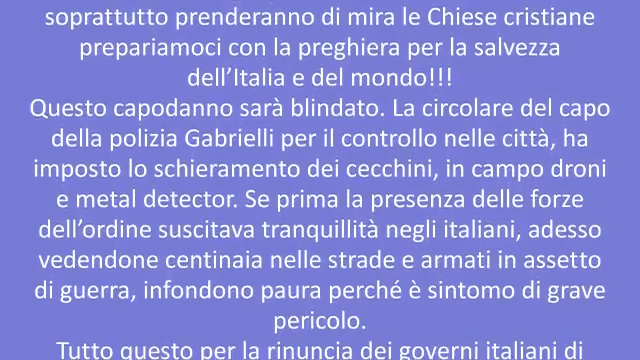 soprattutto prenderanno di mira le Chiese cristiane
prepariamoci con la preghiera per la salvezza
dell'Italia e del mondo!!!
Questo capodanno sarà blindato. La circolare del capo
della polizia Gabrielli per il controllo nelle città, ha
imposto lo schieramento dei cecchini, in campo droni
e metal detector. Se prima la presenza delle forze
dell'ordine suscitava tranquillità negli italiani, adesso
vedendone centinaia nelle strade e armati in assetto
di guerra, infondono paura perché è sintomo di grave
pericolo.
Tutto questo per la rinuncia dei governi italiani di